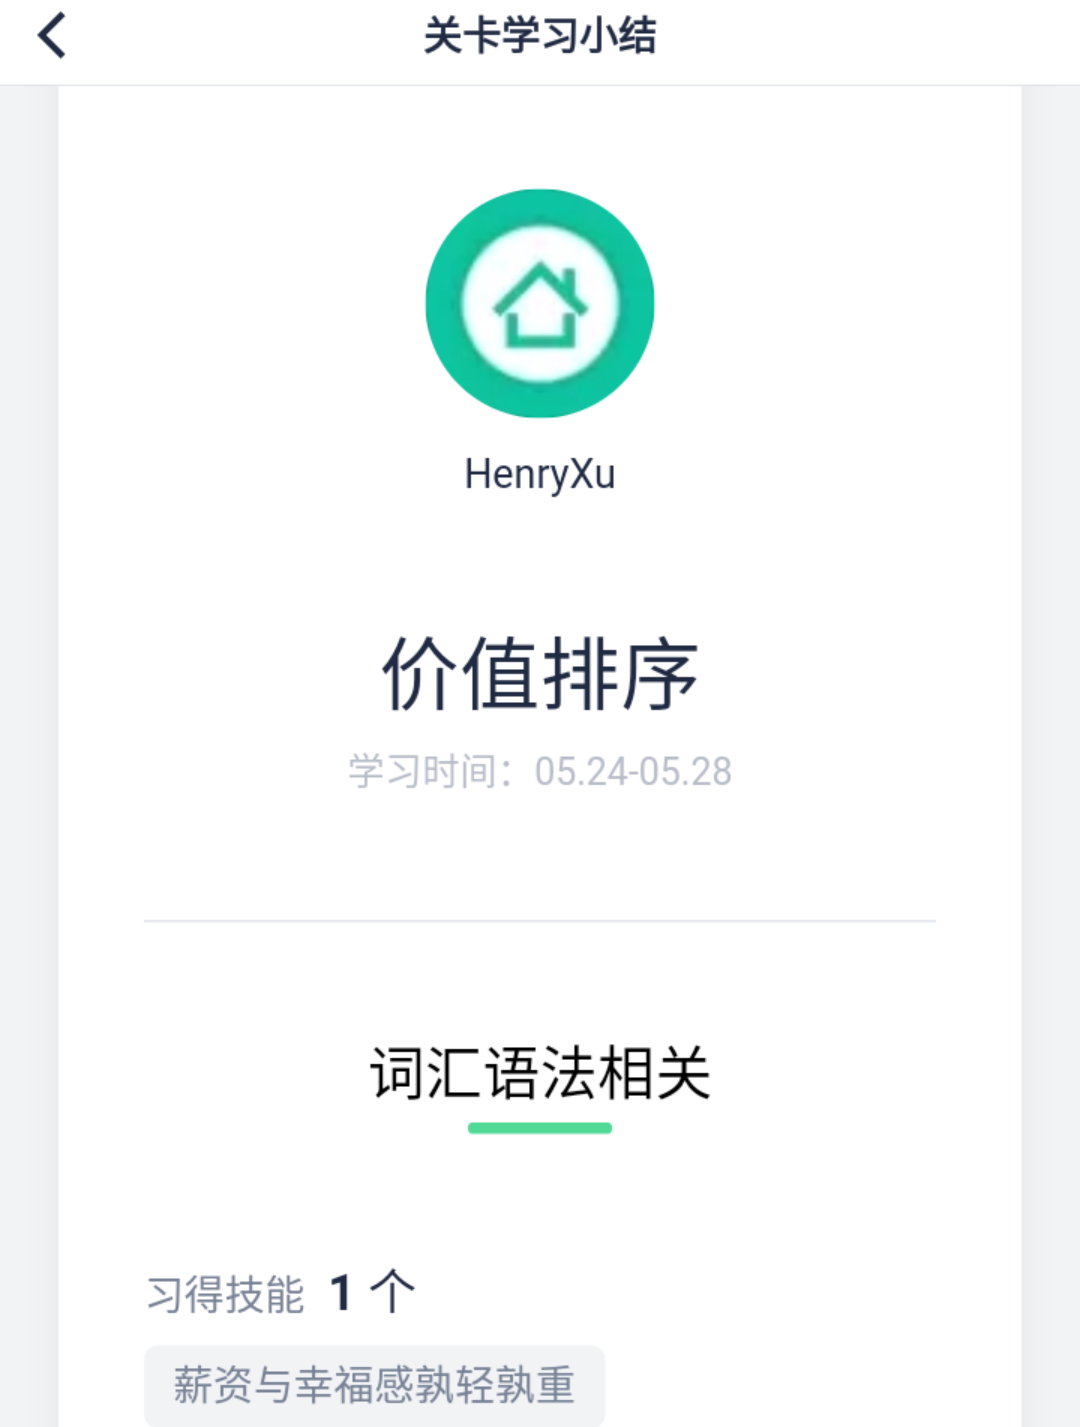 关卡学习小结
HenryXu
价值排序
学习时间：05.24-05.28
词汇语法相关
习得技能 1 个
薪资与幸福感孰轻孰重